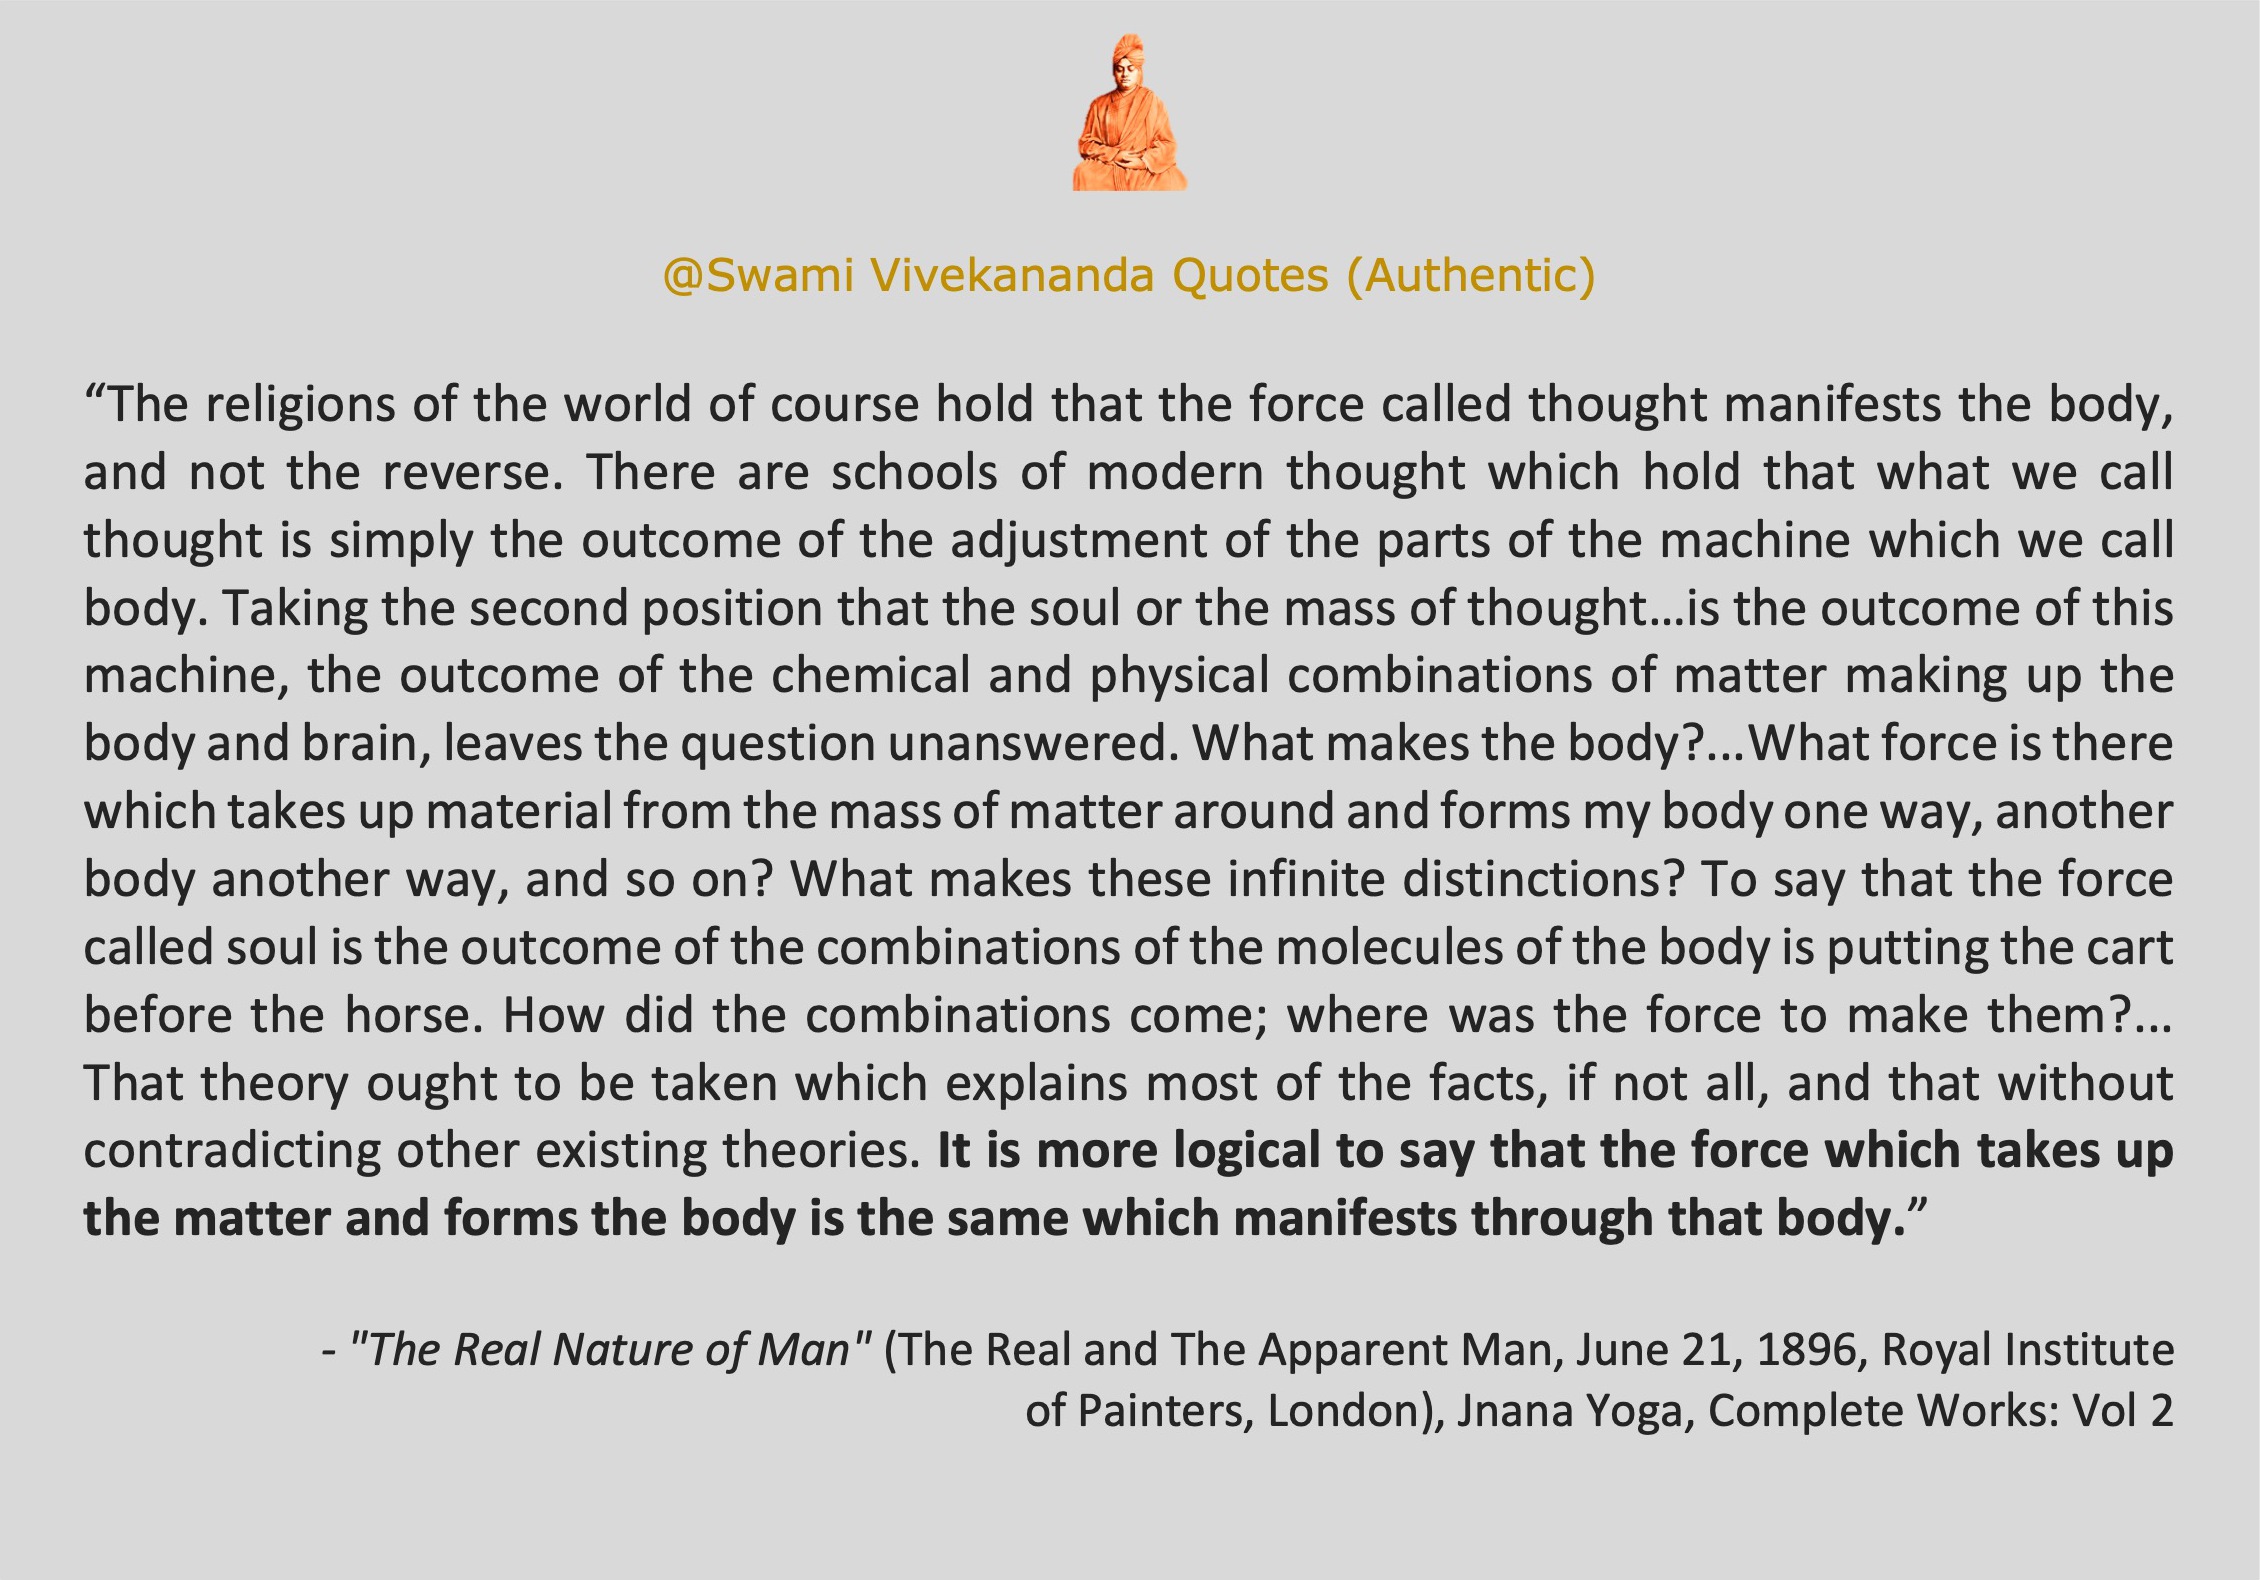 @Swami Vivekananda Quotes (Authentic)
“The religions of the world of course hold that the force called thought manifests the body,
and not the reverse. There are schools of modern thought which hold that what we call
thought is simply the outcome of the adjustment of the parts of the machine which we call
body. Taking the second position that the soul or the mass of thought...is the outcome of this
machine, the outcome of the chemical and physical combinations of matter making up the
body and brain, leaves the question unanswered. What makes the body?...What force is there
which takes up material from the mass of matter around and forms my body one way, another
body another way, and so on? What makes these infinite distinctions? To say that the force
called soul is the outcome of the combinations of the molecules of the body is putting the cart
before the horse. How did the combinations come; where was the force to make them?...
That theory ought to be taken which explains most of the facts, if not all, and that without
contradicting other existing theories. It is more logical to say that the force which takes up
the matter and forms the body is the same which manifests through that body.”
- "The Real Nature of Man" (The Real and The Apparent Man, June 21, 1896, Royal Institute
of Painters, London), Jnana Yoga, Complete Works: Vol 2